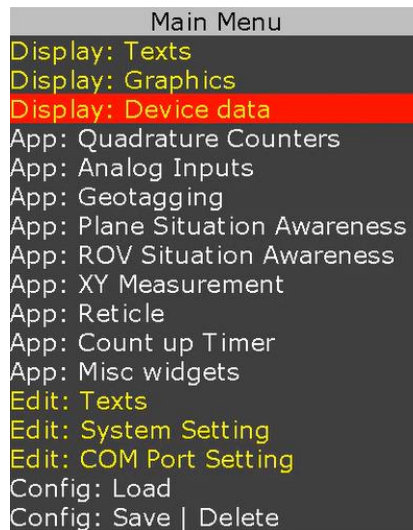 Main Menu
Display: Texts
Display: Graphics
Display: Device data
App: Quadrature Counters
App: Analog Inputs
App: Geotagging
App: Plane Situation Awareness
App: ROV Situation Awareness
App: XY Measurement
App: Reticle
App: Count up Timer
App: Misc widgets
Edit: Texts
Edit: System Setting
Edit: COM Port Setting
Config: Load
Config: Save | Delete